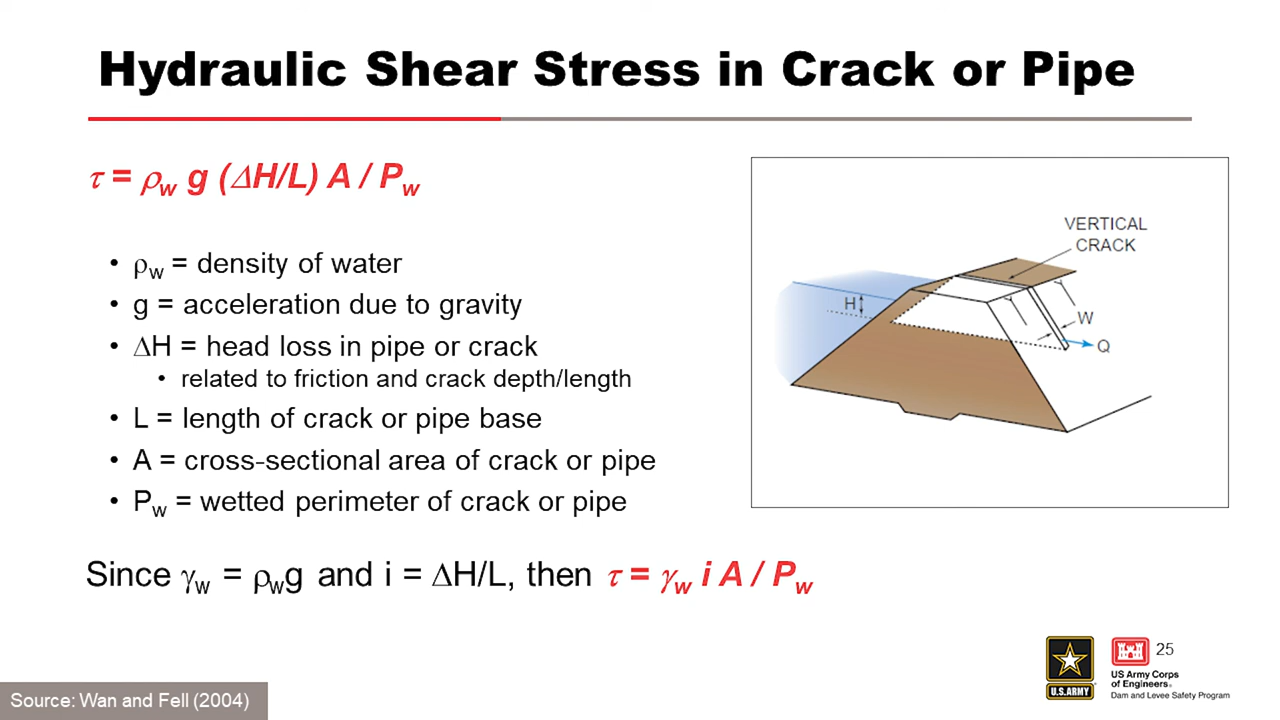 Hydraulic Shear Stress in Crack or Pipe
τ = ρw g (ΔH/L) A / Pw
• ρw = density of water
• g = acceleration due to gravity
• ΔH = head loss in pipe or crack
• related to friction and crack depth/length
• L = length of crack or pipe base
• A = cross-sectional area of crack or pipe
• Pw = wetted perimeter of crack or pipe
Since γw = ρwg and i = ΔH/L, then τ = γw i A / Pw
VERTICAL
CRACK
H
W
Q
U.S.ARMY
25
US Army Corps
of Engineers®
Dam and Levee Safety Program
Source: Wan and Fell (2004)